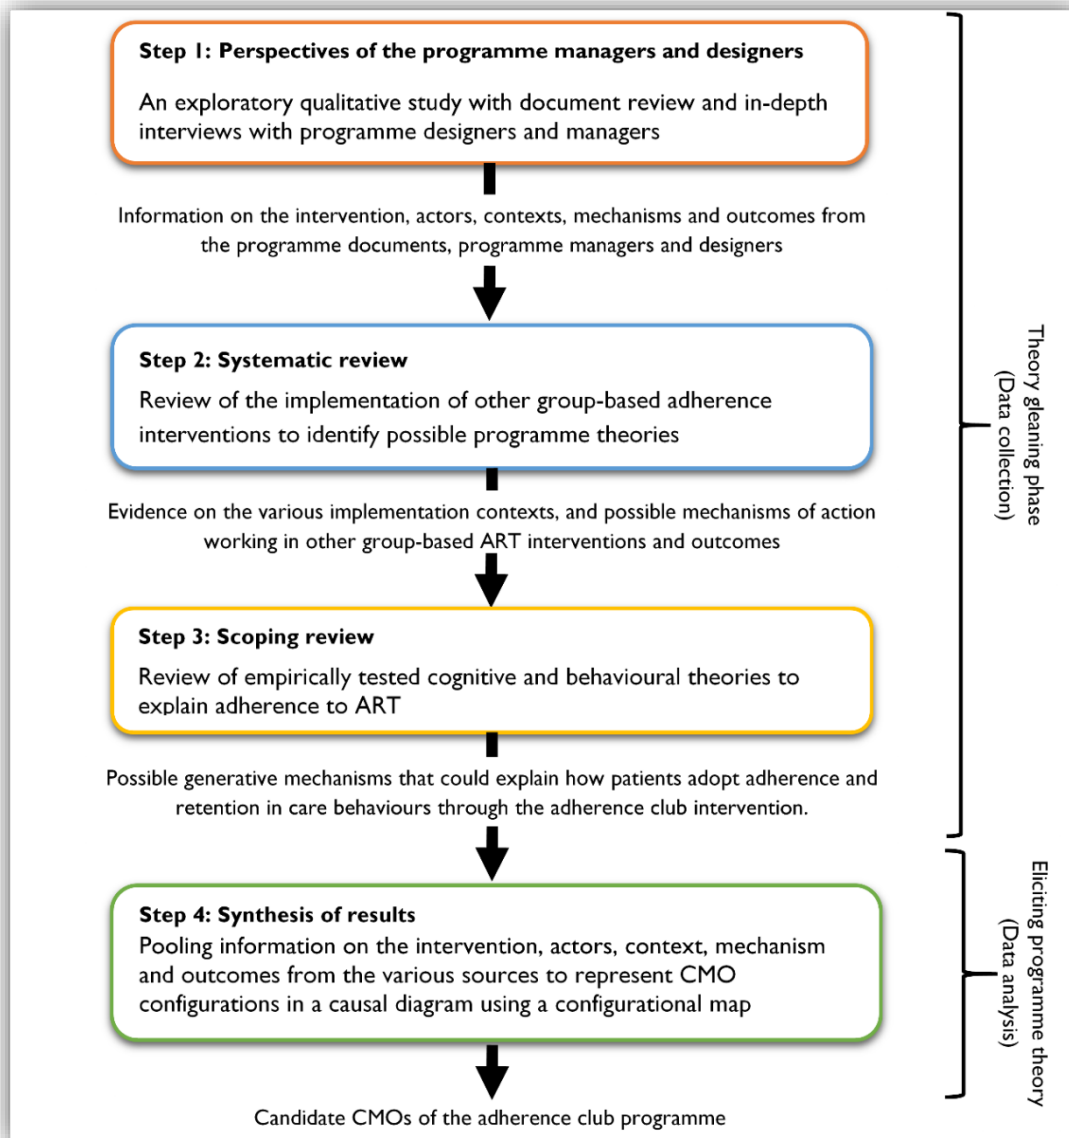 Step 1: Perspectives of the programme managers and designers
An exploratory qualitative study with document review and in-depth
interviews with programme designers and managers
Information on the intervention, actors, contexts, mechanisms and outcomes from
the programme documents, programme managers and designers
Step 2: Systematic review
Review of the implementation of other group-based adherence
interventions to identify possible programme theories
Evidence on the various implementation contexts, and possible mechanisms of action
working in other group-based ART interventions and outcomes
Step 3: Scoping review
Review of empirically tested cognitive and behavioural theories to
explain adherence to ART
Possible generative mechanisms that could explain how patients adopt adherence and
retention in care behaviours through the adherence club intervention.
Theory gleaning phase
(Data collection)
Step 4: Synthesis of results
Pooling information on the intervention, actors, context, mechanism
and outcomes from the various sources to represent CMO
configurations in a causal diagram using a configurational map
Eliciting programme theory
(Data analysis)
Candidate CMOs of the adherence club programme